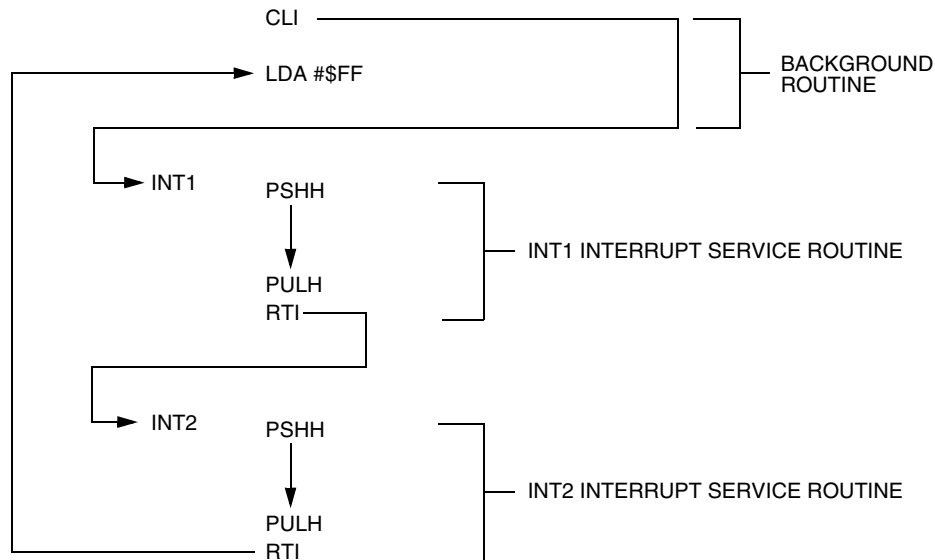 CLI
LDA #$FF
BACKGROUND
ROUTINE
INT1
PSHH
INT1 INTERRUPT SERVICE ROUTINE
PULH
RTI
INT2
PSHH
INT2 INTERRUPT SERVICE ROUTINE
PULH
RTI